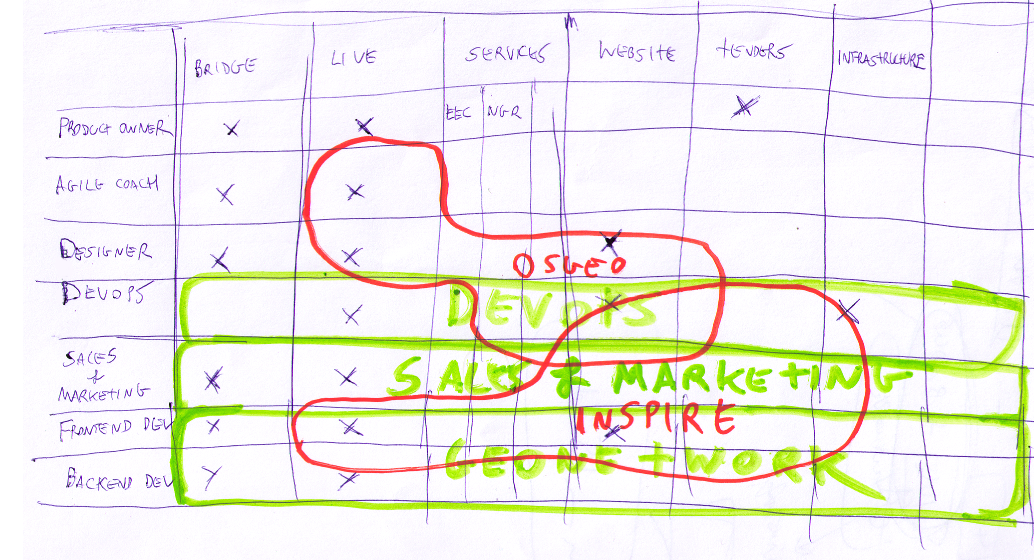 BRIDGE LIVE SERVICES WEBSITE TENDERS INFRASTRUCTURE
EEC NGR
PRODUCT OWNER X X X
AGILE COACH X X
DESIGNER X X X
OSGEO
DEVOPS X X X
DEVOPS
SALES
&
MARKETING X X
SALES & MARKETING
FRONTEND DEV X X X
INSPIRE
BACKEND DEV X X
GEONETWORK